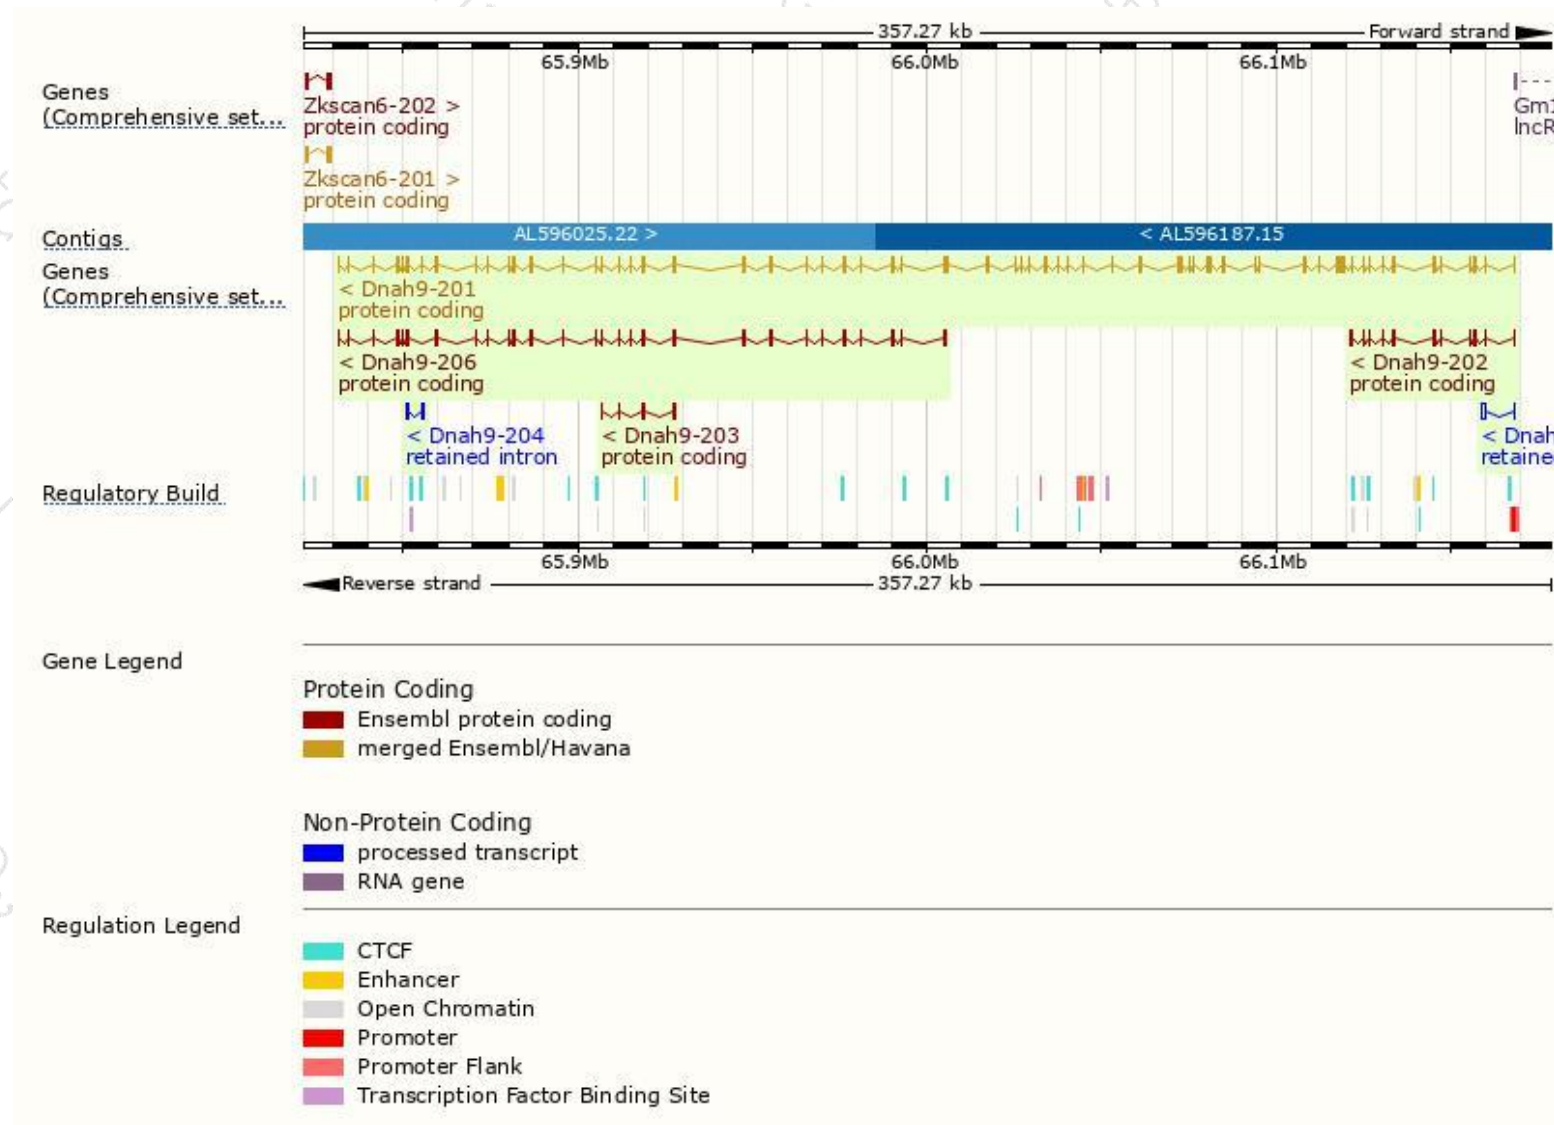 357.27 kb
Forward strand
65.9Mb 66.0Mb 66.1Mb
Genes
(Comprehensive set...
Zkscan6-202 >
protein coding
Gm1
lncR
Zkscan6-201 >
protein coding
Contigs
AL596025.22 >
< AL596187.15
Genes
(Comprehensive set...
< Dnah9-201
protein coding
< Dnah9-206
protein coding
< Dnah9-202
protein coding
< Dnah9-204
retained intron
< Dnah9-203
protein coding
< Dnah
retaine
Regulatory Build
65.9Mb 66.0Mb 66.1Mb
Reverse strand
357.27 kb
Gene Legend
Protein Coding
Ensembl protein coding
merged Ensembl/Havana
Non-Protein Coding
processed transcript
RNA gene
Regulation Legend
CTCF
Enhancer
Open Chromatin
Promoter
Promoter Flank
Transcription Factor Binding Site